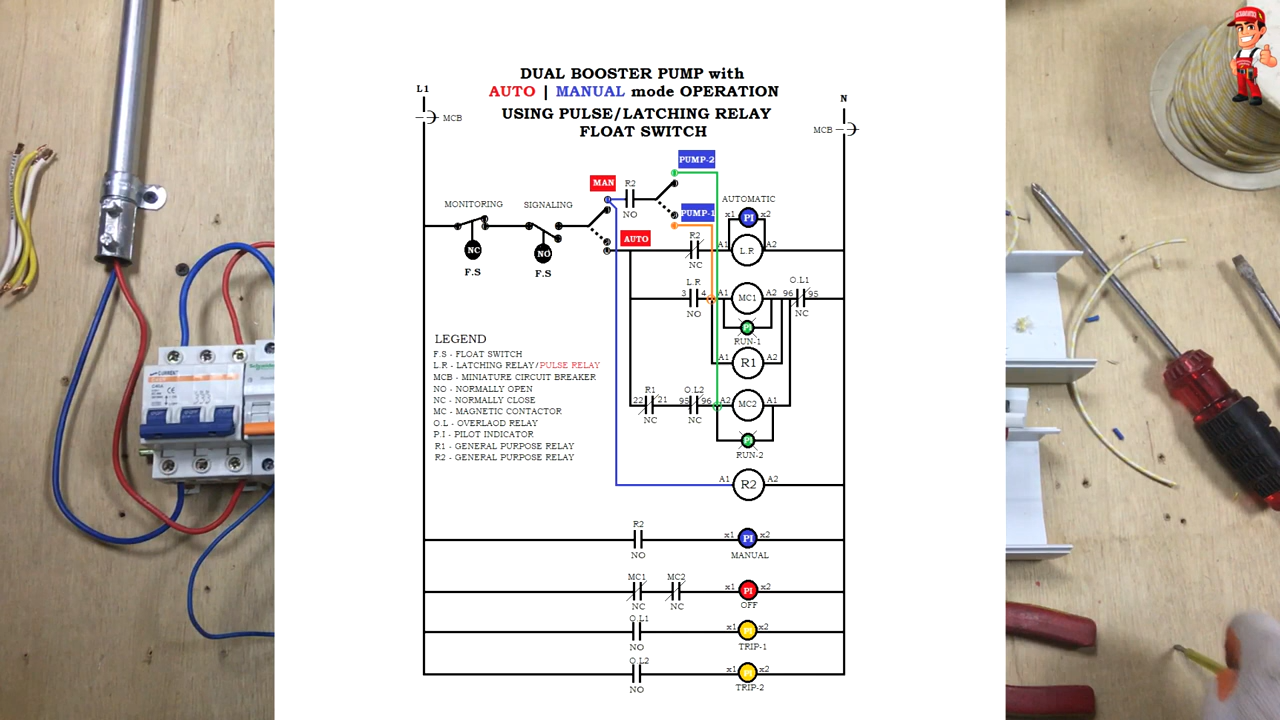 DUAL BOOSTER PUMP with
AUTO | MANUAL mode OPERATION
USING PULSE/LATCHING RELAY
FLOAT SWITCH
L1
N
MCB
MCB
PUMP-2
MAN
R2
NO
PUMP-1
AUTO
MONITORING
SIGNALING
NC
NO
F.S
F.S
AUTOMATIC
x1 PI x2
R2
NC
A1 L.R A2
L.R
3 4
NO
A1 MC1 A2
O.L1
96 95
NC
PI
RUN-1
A1 R1 A2
R1
22 21
NC
O.L2
95 96
NC
A2 MC2 A1
PI
RUN-2
A1 R2 A2
LEGEND
F.S - FLOAT SWITCH
L.R - LATCHING RELAY/PULSE RELAY
MCB - MINIATURE CIRCUIT BREAKER
NO - NORMALLY OPEN
NC - NORMALLY CLOSE
MC - MAGNETIC CONTACTOR
O.L - OVERLAOD RELAY
P.I - PILOT INDICATOR
R1 - GENERAL PURPOSE RELAY
R2 - GENERAL PURPOSE RELAY
R2
NO
x1 PI x2
MANUAL
MC1 MC2
NC NC
x1 PI x2
OFF
O.L1
NO
x1 PI x2
TRIP-1
O.L2
NO
x1 PI x2
TRIP-2